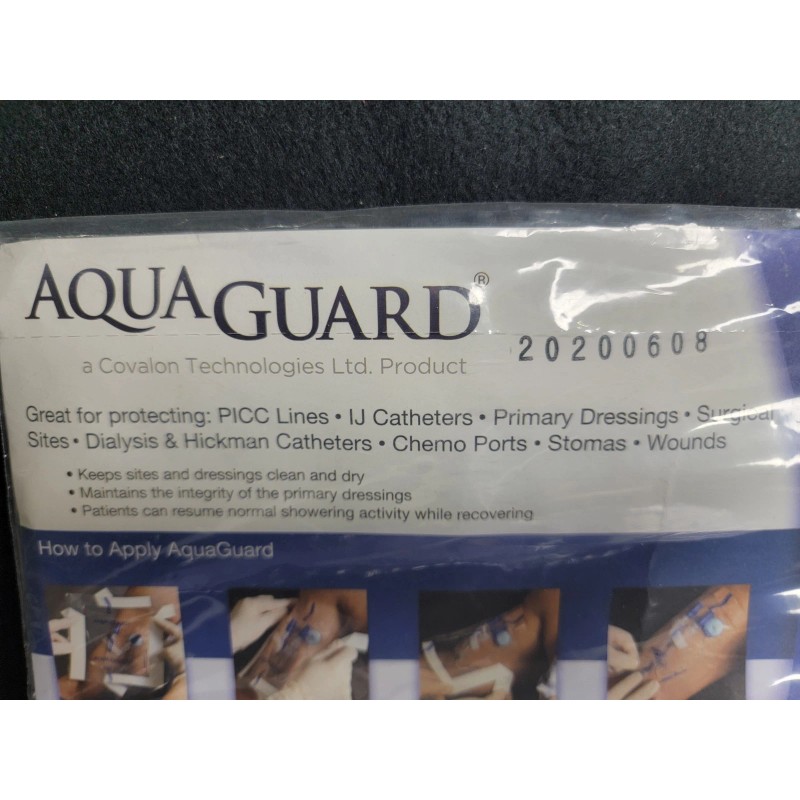 AQUAGUARD®
20200608
a Covalon Technologies Ltd. Product
Great for protecting: PICC Lines • IJ Catheters • Primary Dressings • Surgical
Sites • Dialysis & Hickman Catheters • Chemo Ports • Stomas • Wounds
• Keeps sites and dressings clean and dry
• Maintains the integrity of the primary dressings
• Patients can resume normal showering activity while recovering
How to Apply AquaGuard